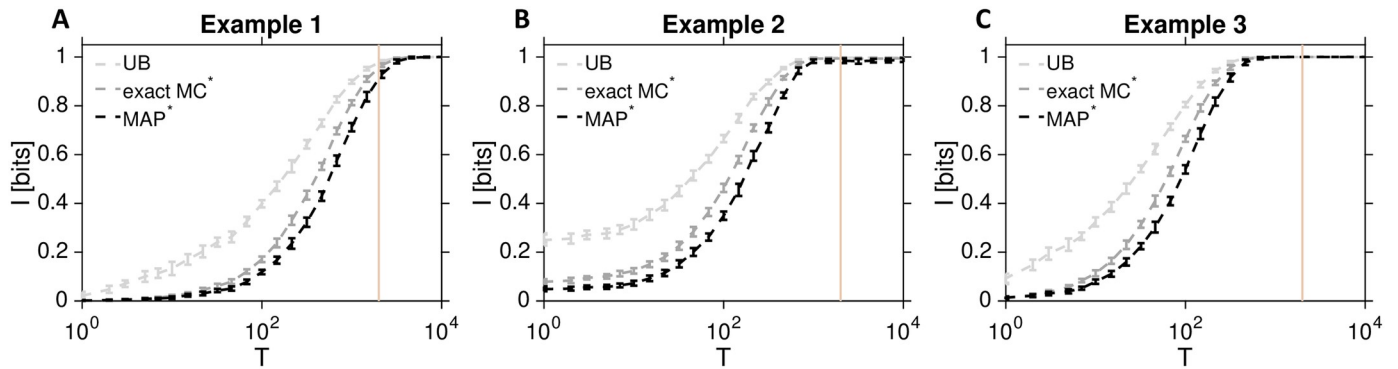 A
Example 1
I [bits]
1
0.8
0.6
0.4
0.2
0
UB
exact MC*
MAP*
10^0
10^2
10^4
T
B
Example 2
I [bits]
1
0.8
0.6
0.4
0.2
0
UB
exact MC*
MAP*
10^0
10^2
10^4
T
C
Example 3
I [bits]
1
0.8
0.6
0.4
0.2
0
UB
exact MC*
MAP*
10^0
10^2
10^4
T